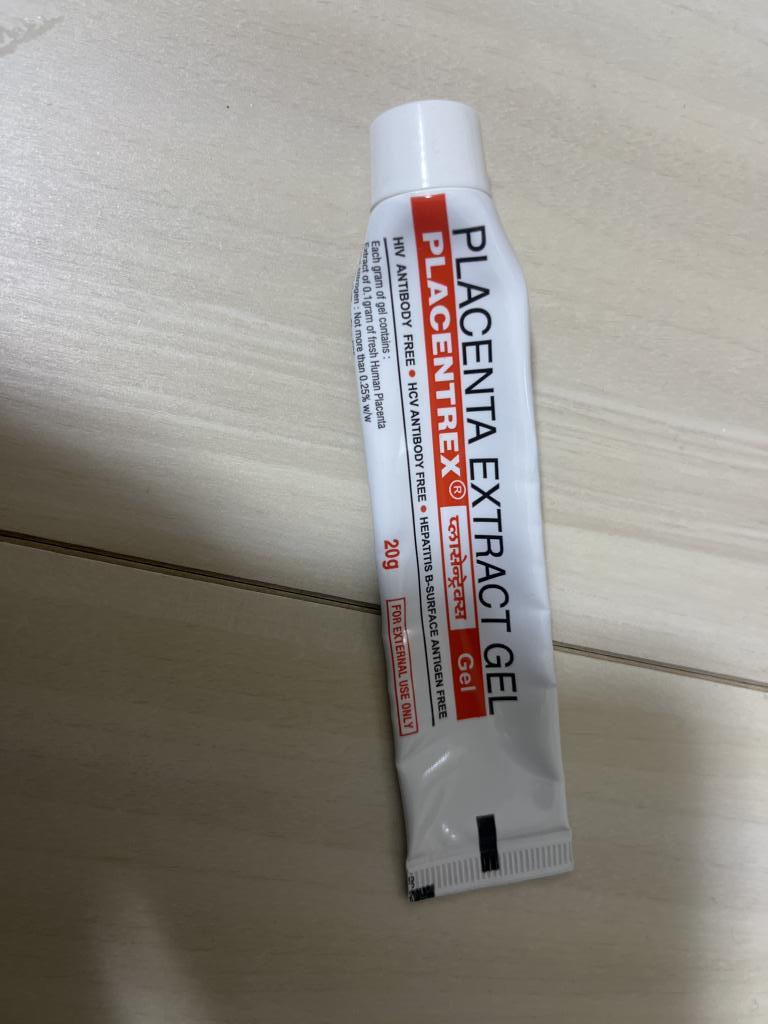 PLACENTA EXTRACT GEL
PLACENTREX® प्लासेन्ट्रेक्स Gel
HIV ANTIBODY FREE • HCV ANTIBODY FREE • HEPATITIS B-SURFACE ANTIGEN FREE
20g
FOR EXTERNAL USE ONLY
Each gram of gel contains :
Extract of 0.1gram of fresh Human Placenta
Nitrogen : Not more than 0.25% w/w